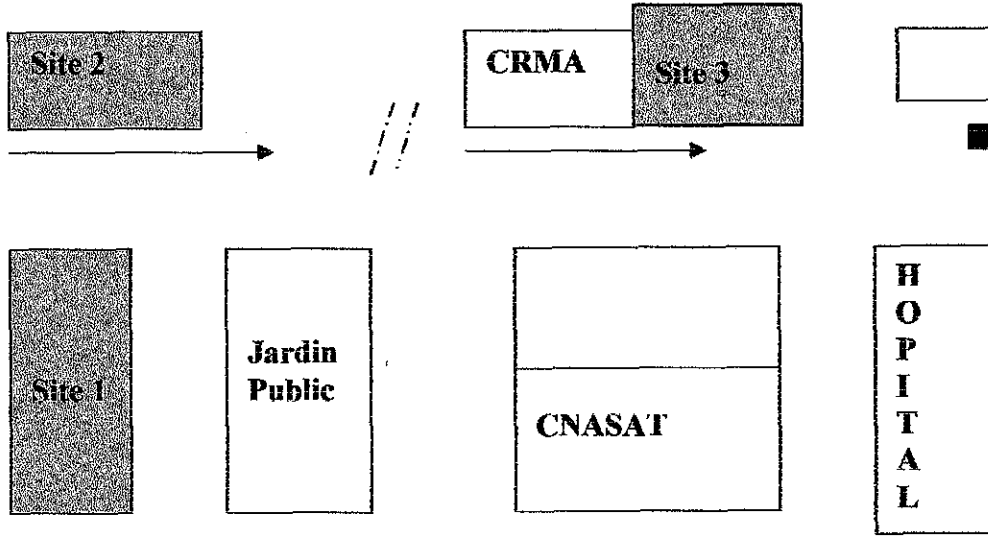 Site 2
CRMA
Site 3
Site 1
Jardin
Public
CNASAT
H
O
P
I
T
A
L